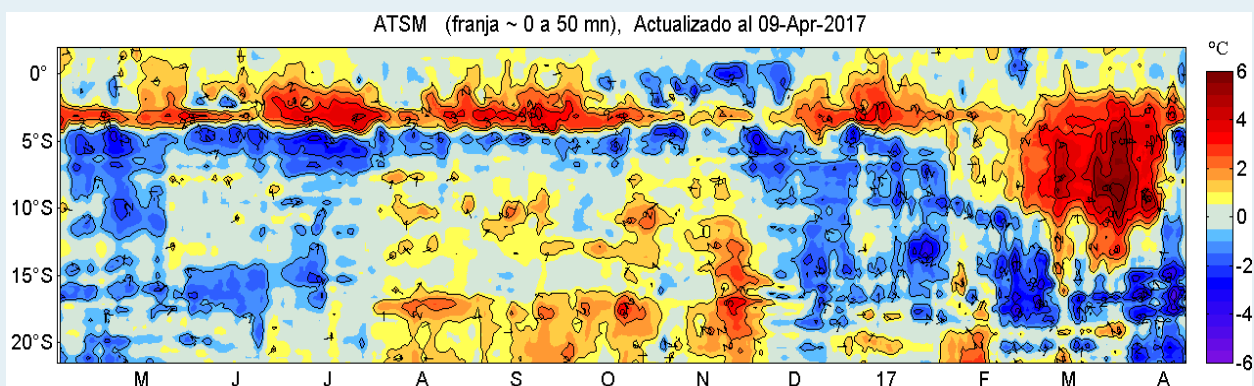 ATSM (franja ~ 0 a 50 mn), Actualizado al 09-Apr-2017
°C
0°
5°S
10°S
15°S
20°S
6
4
2
0
-2
-4
-6
M J J A S O N D 17 F M A